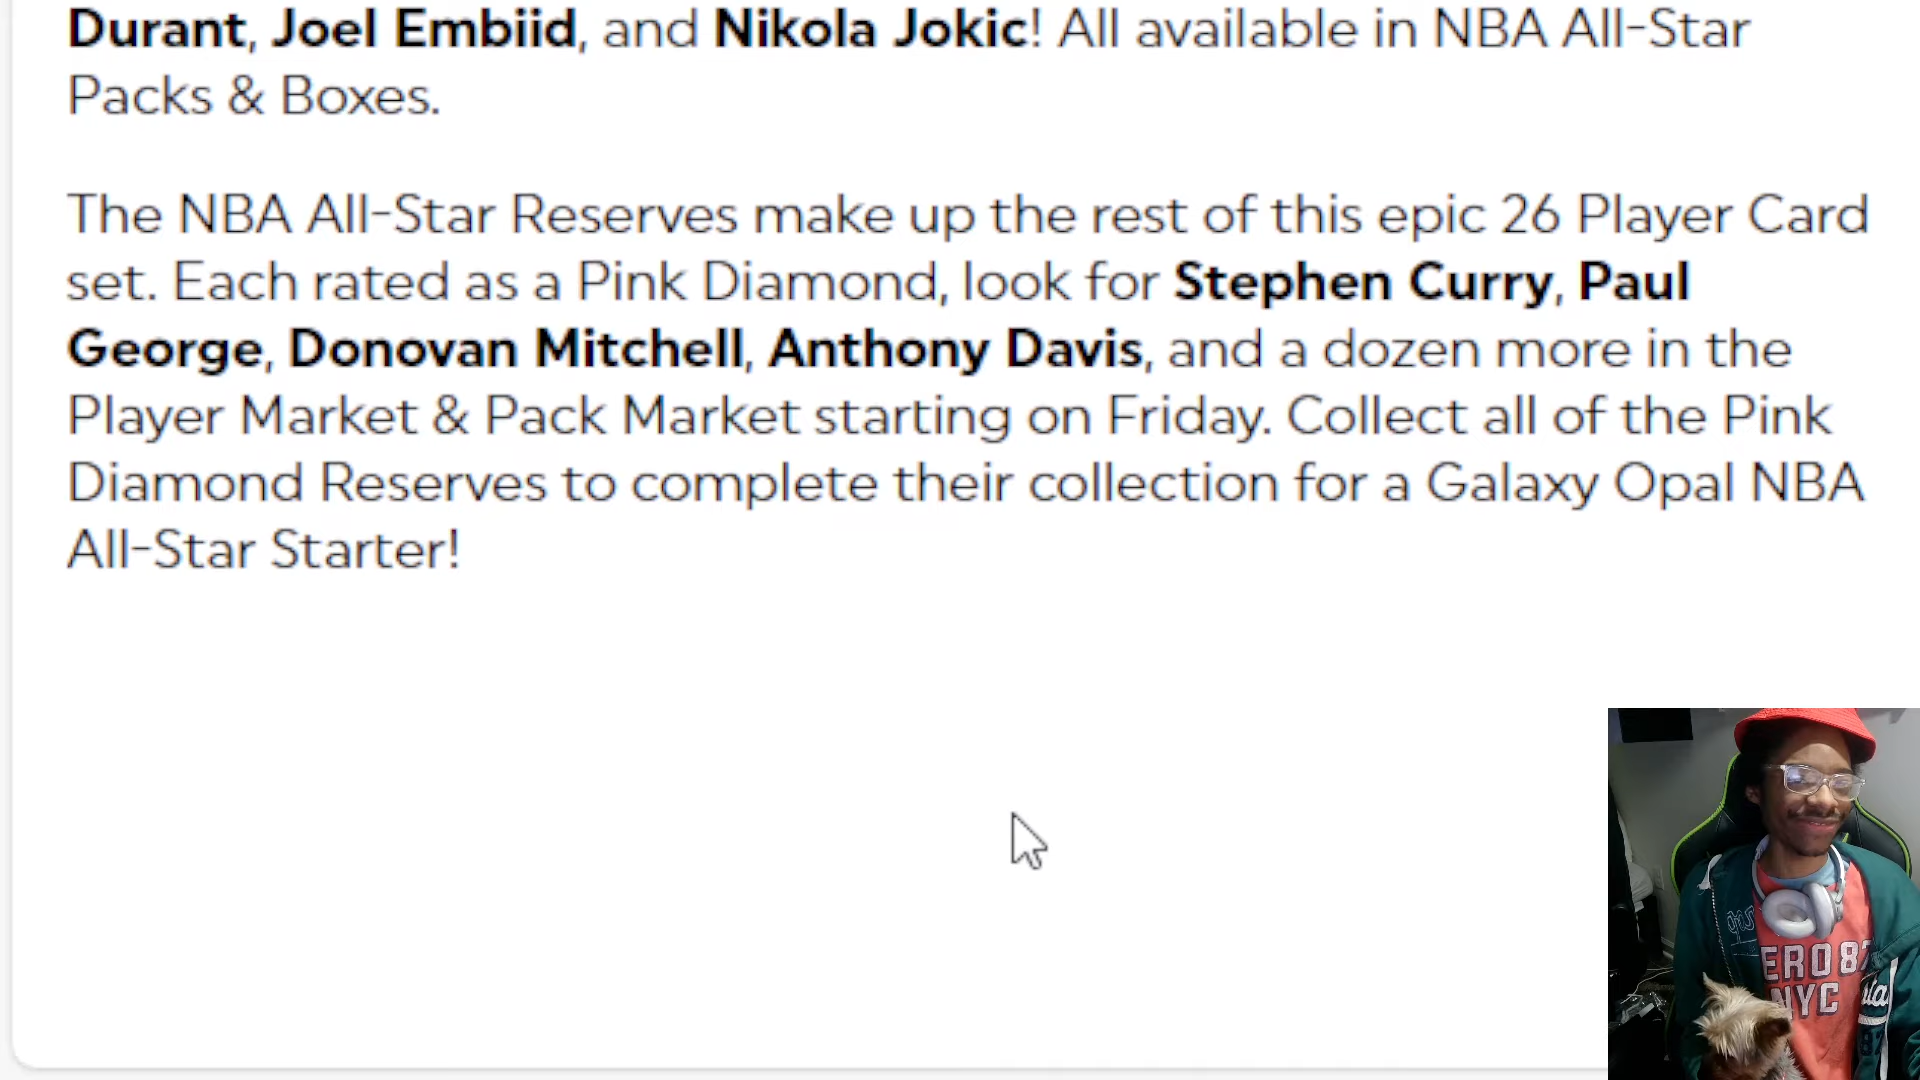 Durant, Joel Embiid, and Nikola Jokic! All available in NBA All-Star
Packs & Boxes.
The NBA All-Star Reserves make up the rest of this epic 26 Player Card
set. Each rated as a Pink Diamond, look for Stephen Curry, Paul
George, Donovan Mitchell, Anthony Davis, and a dozen more in the
Player Market & Pack Market starting on Friday. Collect all of the Pink
Diamond Reserves to complete their collection for a Galaxy Opal NBA
All-Star Starter!
ERO 87
NYC